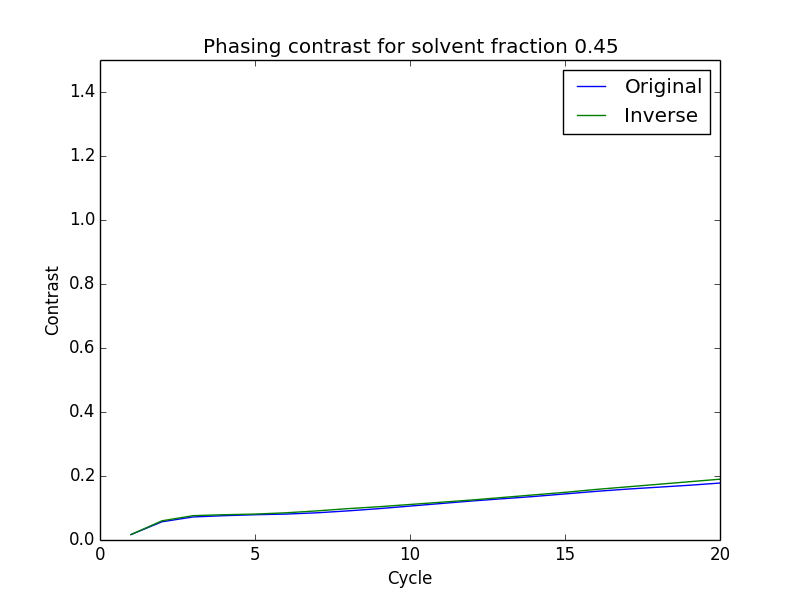 Phasing contrast for solvent fraction 0.45
Original
Inverse
1.4
1.2
1.0
0.8
0.6
0.4
0.2
0.0
Contrast
0 5 10 15 20
Cycle